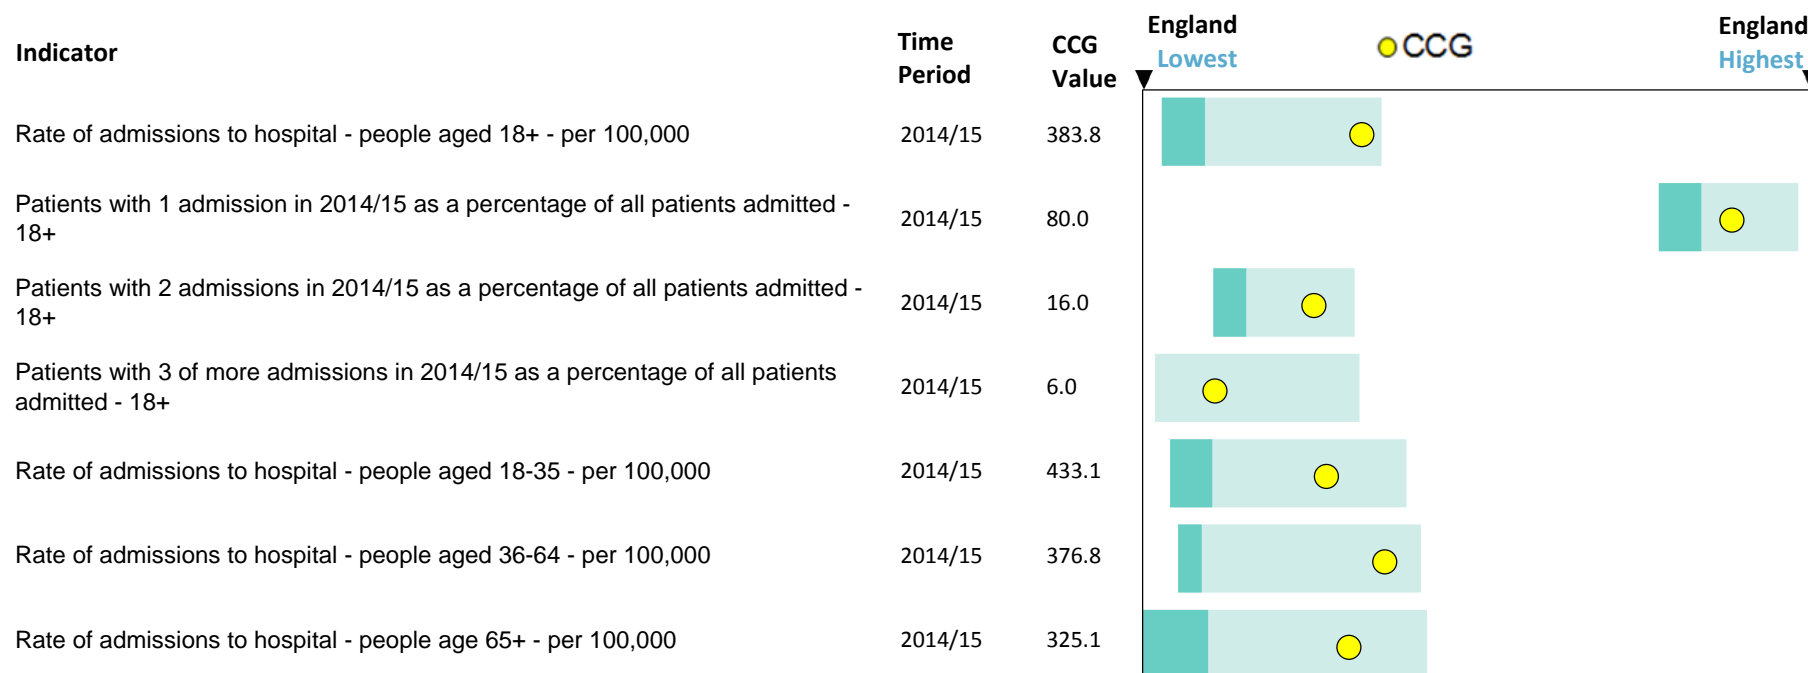 Indicator
Time Period
CCG Value
England Lowest
CCG
England Highest
Rate of admissions to hospital - people aged 18+ - per 100,000 2014/15 383.8
Patients with 1 admission in 2014/15 as a percentage of all patients admitted -
18+
2014/15 80.0
Patients with 2 admissions in 2014/15 as a percentage of all patients admitted -
18+
2014/15 16.0
Patients with 3 of more admissions in 2014/15 as a percentage of all patients
admitted - 18+
2014/15 6.0
Rate of admissions to hospital - people aged 18-35 - per 100,000 2014/15 433.1
Rate of admissions to hospital - people aged 36-64 - per 100,000 2014/15 376.8
Rate of admissions to hospital - people age 65+ - per 100,000 2014/15 325.1